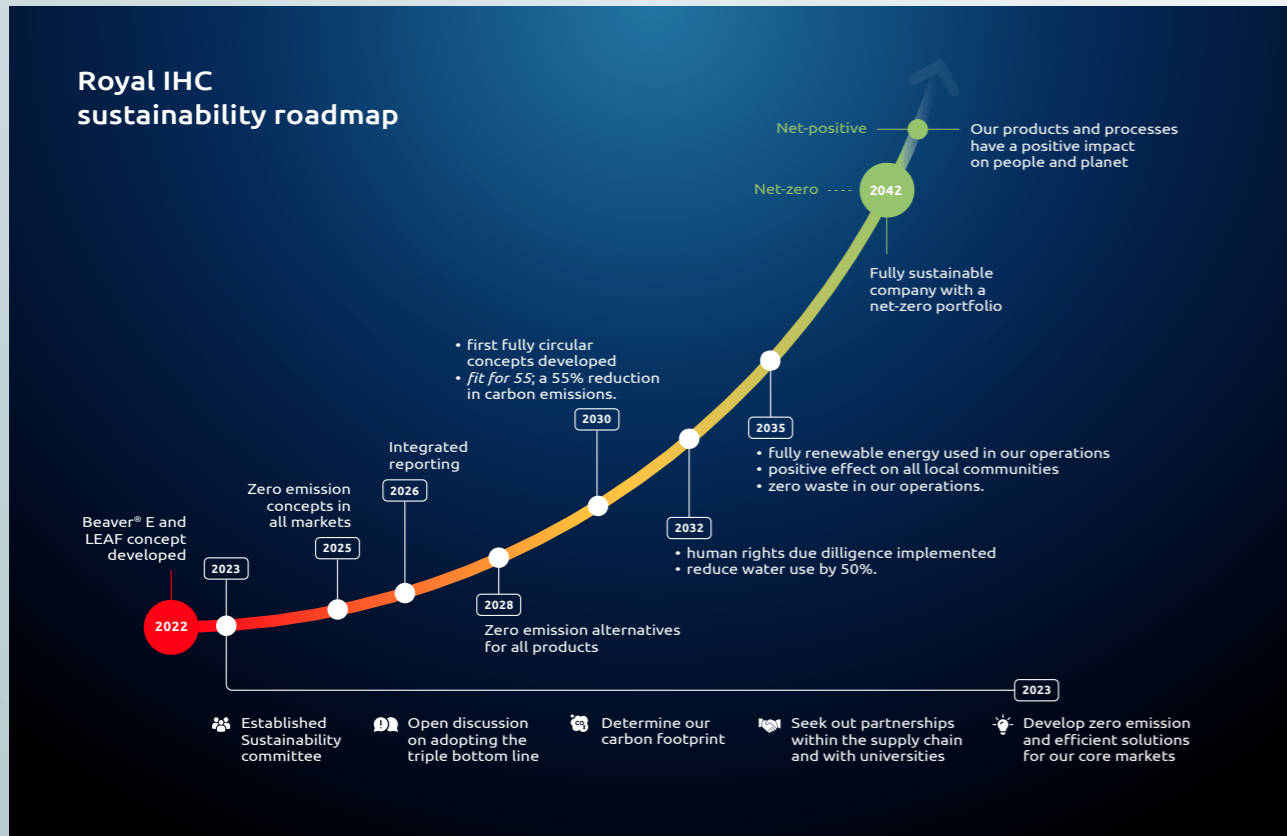 Royal IHC
sustainability roadmap
Net-positive
Our products and processes
have a positive impact
on people and planet
Net-zero
2042
Fully sustainable
company with a
net-zero portfolio
• first fully circular
concepts developed
• fit for 55; a 55% reduction
in carbon emissions.
2030
2035
• fully renewable energy used in our operations
• positive effect on all local communities
• zero waste in our operations.
Integrated
reporting
2026
Zero emission
concepts in
all markets
2025
2032
• human rights due dilligence implemented
• reduce water use by 50%.
Beaver® E and
LEAF concept
developed
2023
2022
2028
Zero emission alternatives
for all products
2023
Established
Sustainability
committee
Open discussion
on adopting the
triple bottom line
CO₂
Determine our
carbon footprint
Seek out partnerships
within the supply chain
and with universities
Develop zero emission
and efficient solutions
for our core markets